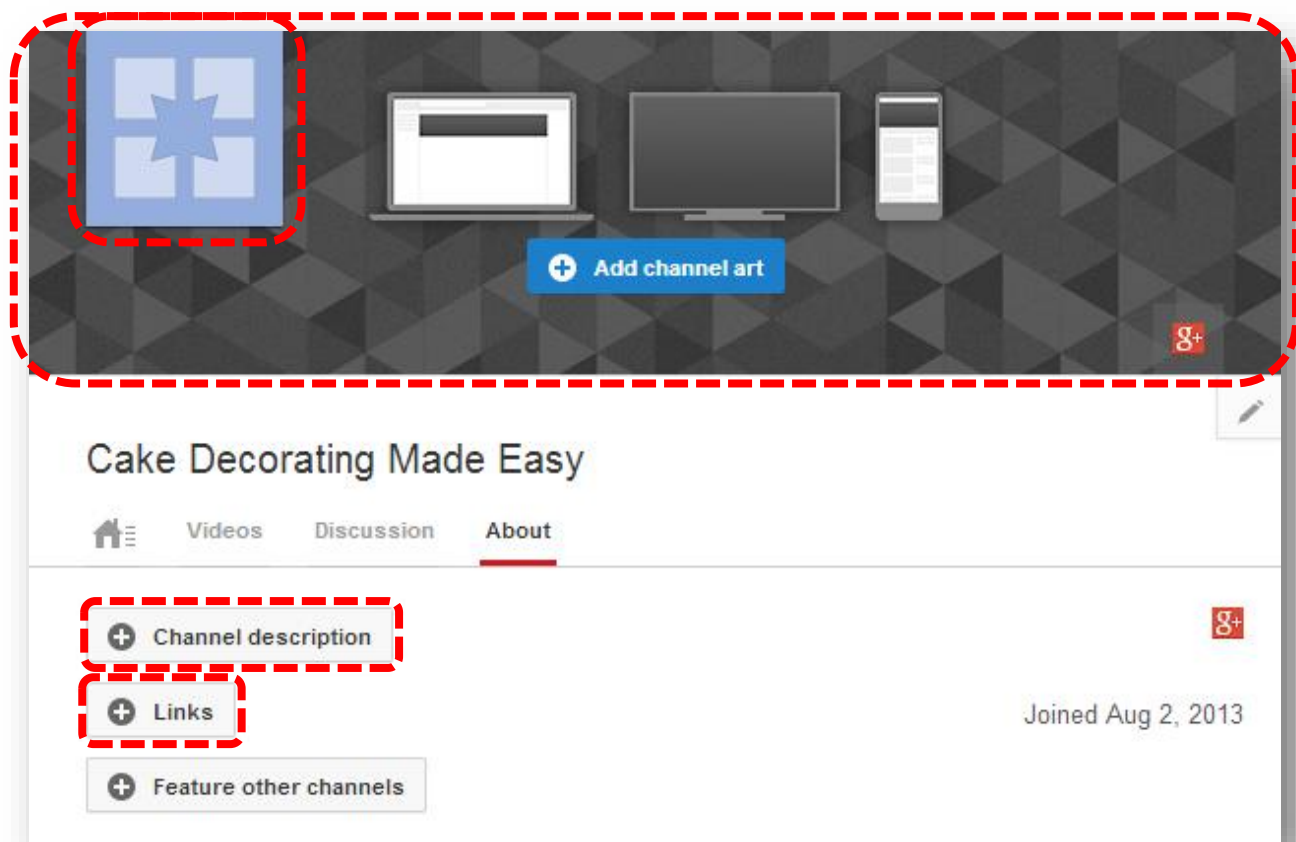 Add channel art
g+
Cake Decorating Made Easy
Videos Discussion About
Channel description
g+
Links
Joined Aug 2, 2013
Feature other channels